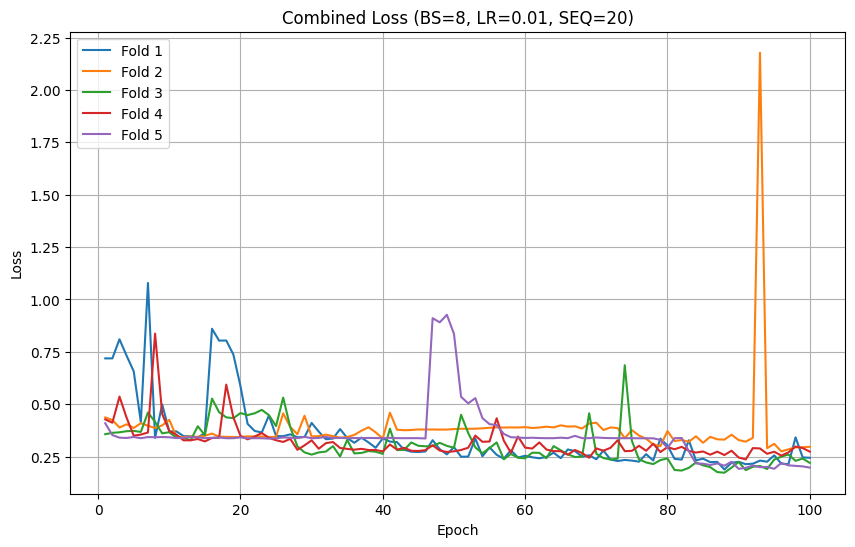 Combined Loss (BS=8, LR=0.01, SEQ=20)
Fold 1
Fold 2
Fold 3
Fold 4
Fold 5
Loss
2.25
2.00
1.75
1.50
1.25
1.00
0.75
0.50
0.25
0
20
40
60
80
100
Epoch